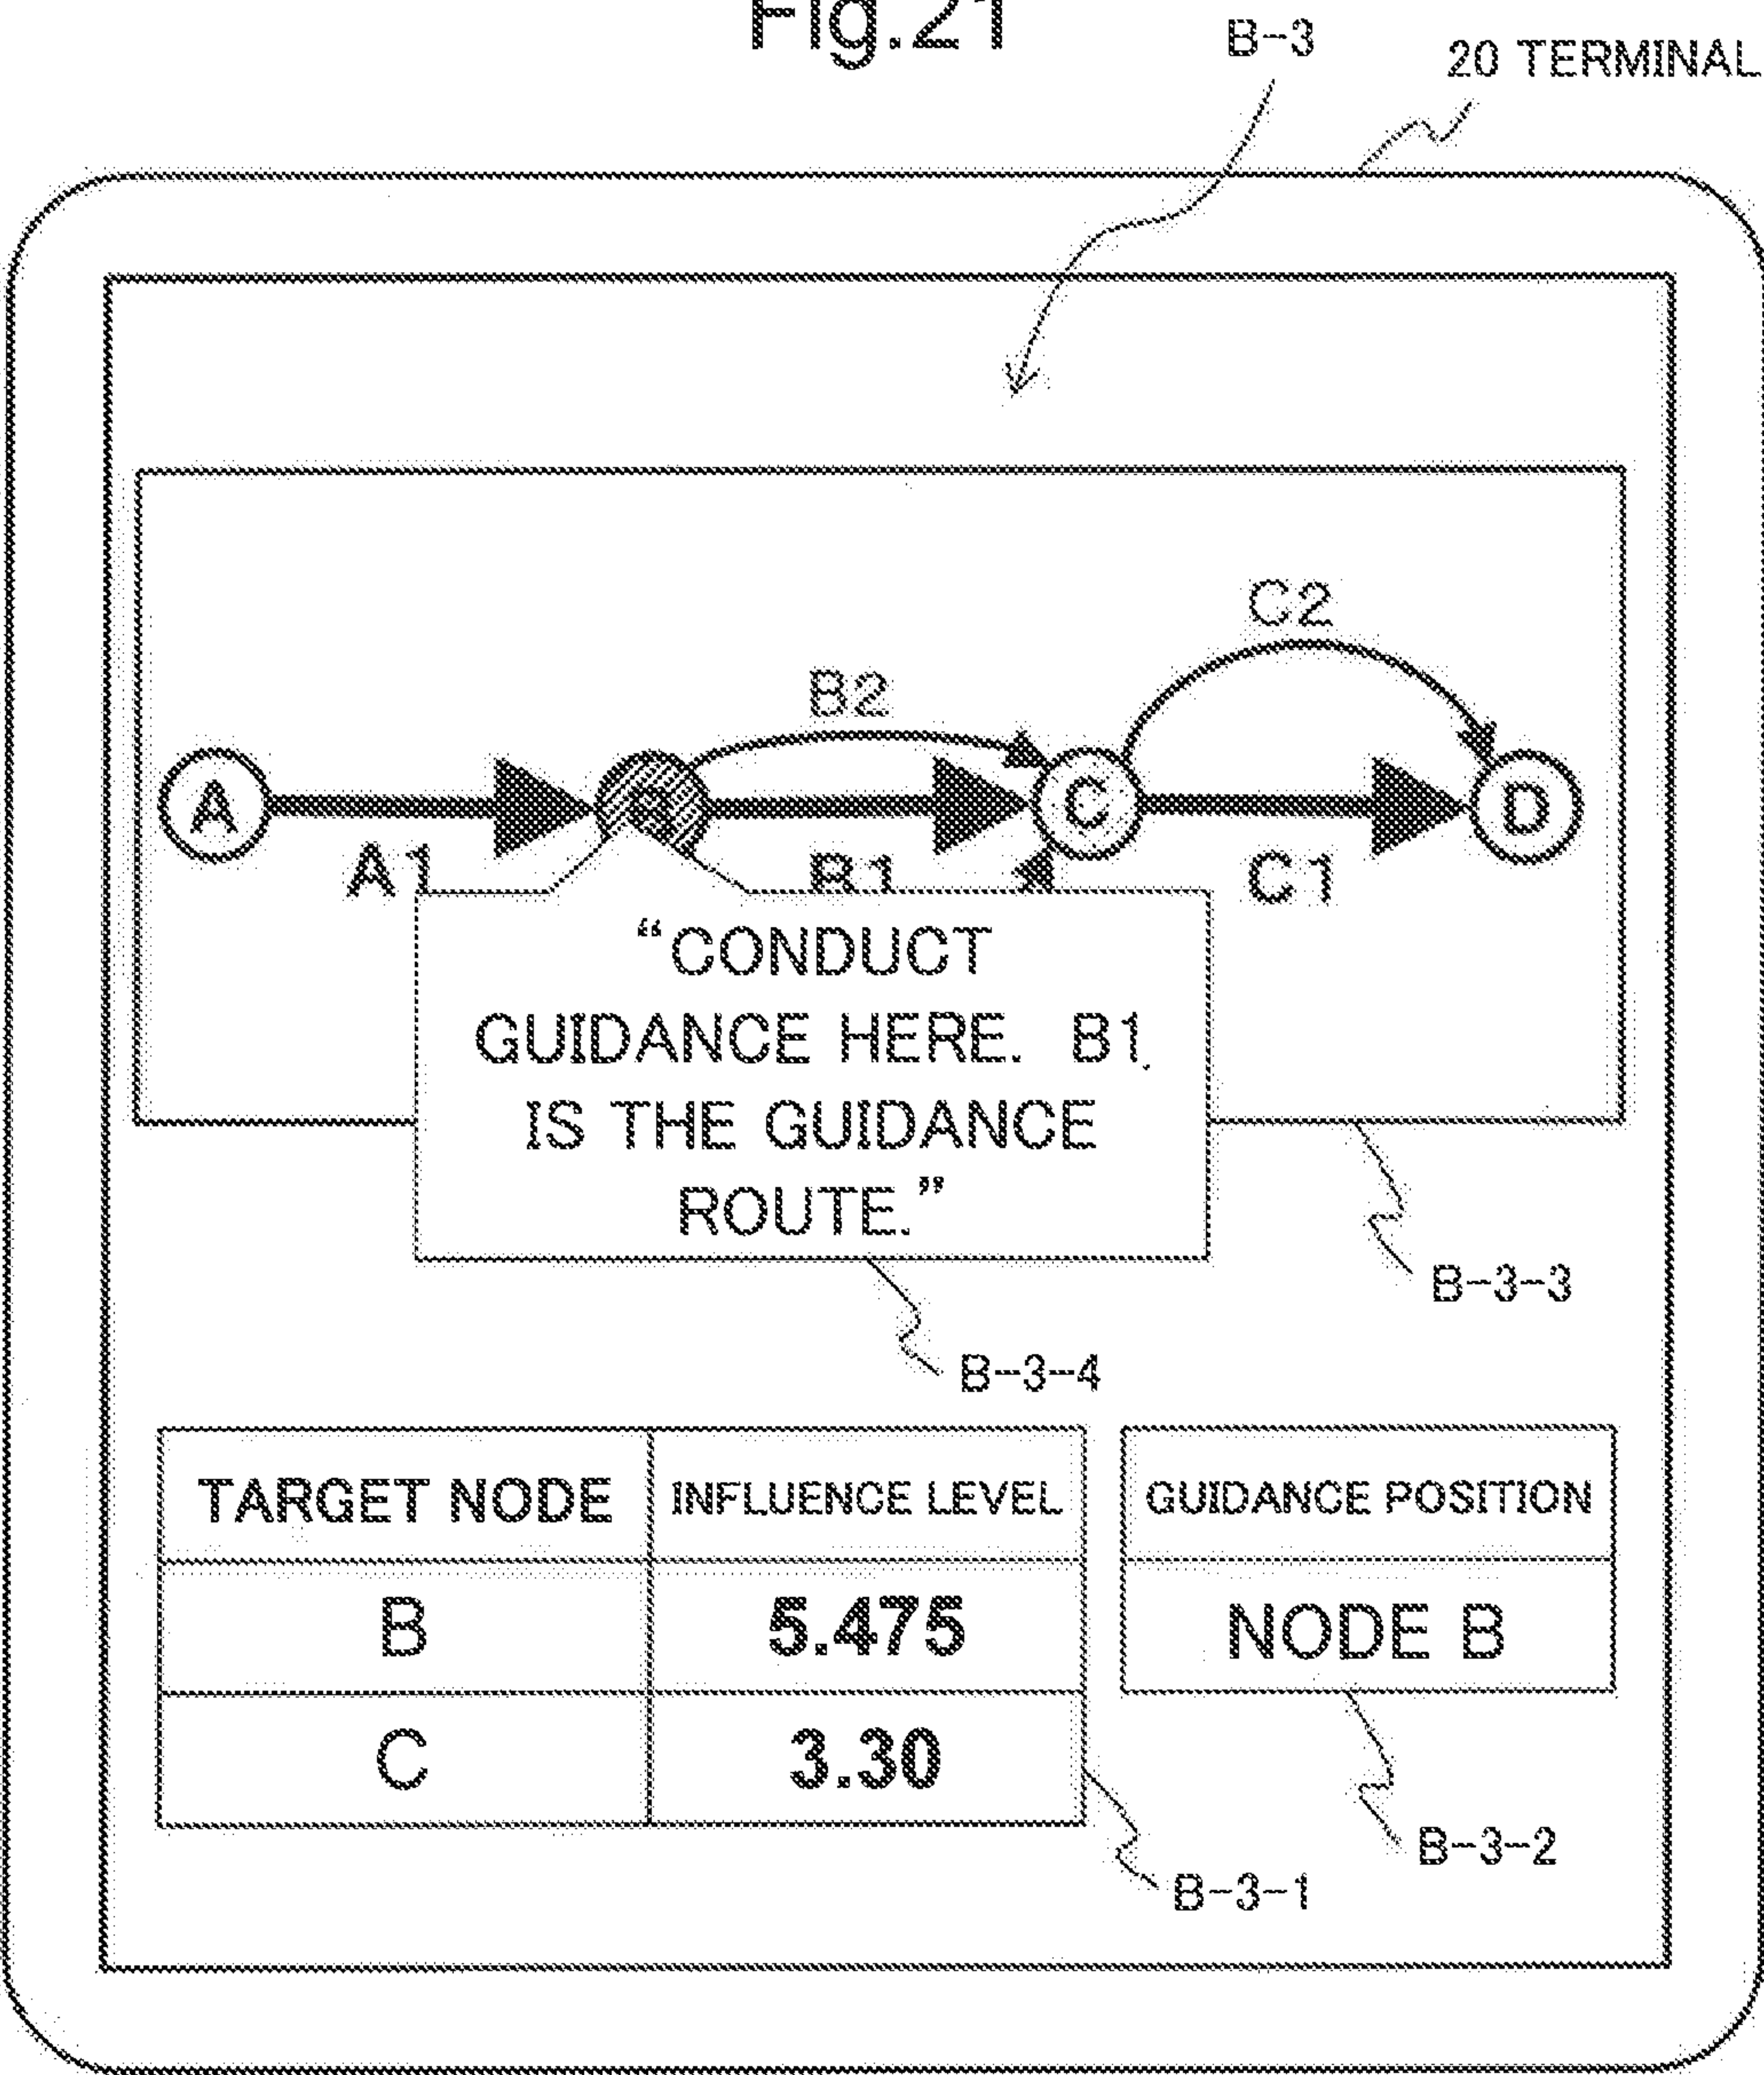 Fig.21
B-3
20 TERMINAL
C2
B2
A
C
D
A1
B1
C1
“CONDUCT
GUIDANCE HERE. B1
IS THE GUIDANCE
ROUTE.”
B-3-3
B-3-4
TARGET NODE INFLUENCE LEVEL GUIDANCE POSITION
B 5.475 NODE B
C 3.30
B-3-2
B-3-1